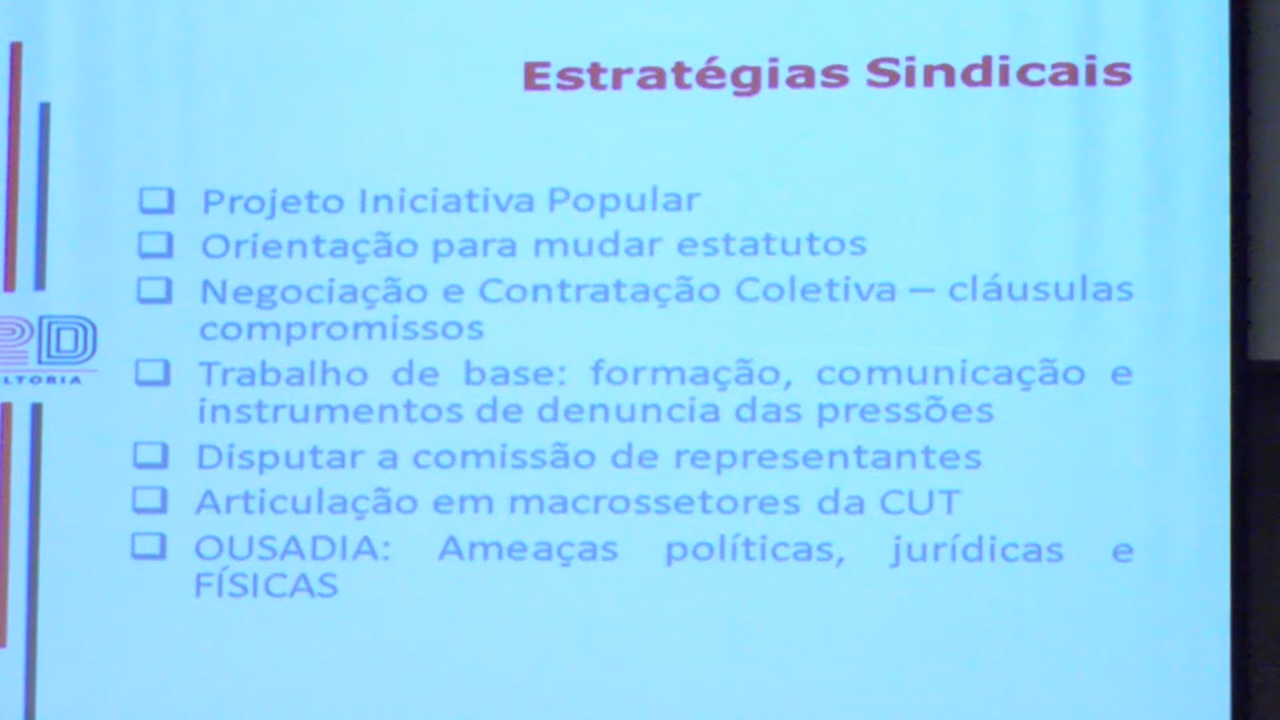 Estratégias Sindicais
Projeto Iniciativa Popular
Orientação para mudar estatutos
Negociação e Contratação Coletiva – cláusulas
compromissos
Trabalho de base: formação, comunicação e
instrumentos de denuncia das pressões
Disputar a comissão de representantes
Articulação em macrossetores da CUT
OUSADIA: Ameaças políticas, jurídicas e
FÍSICAS